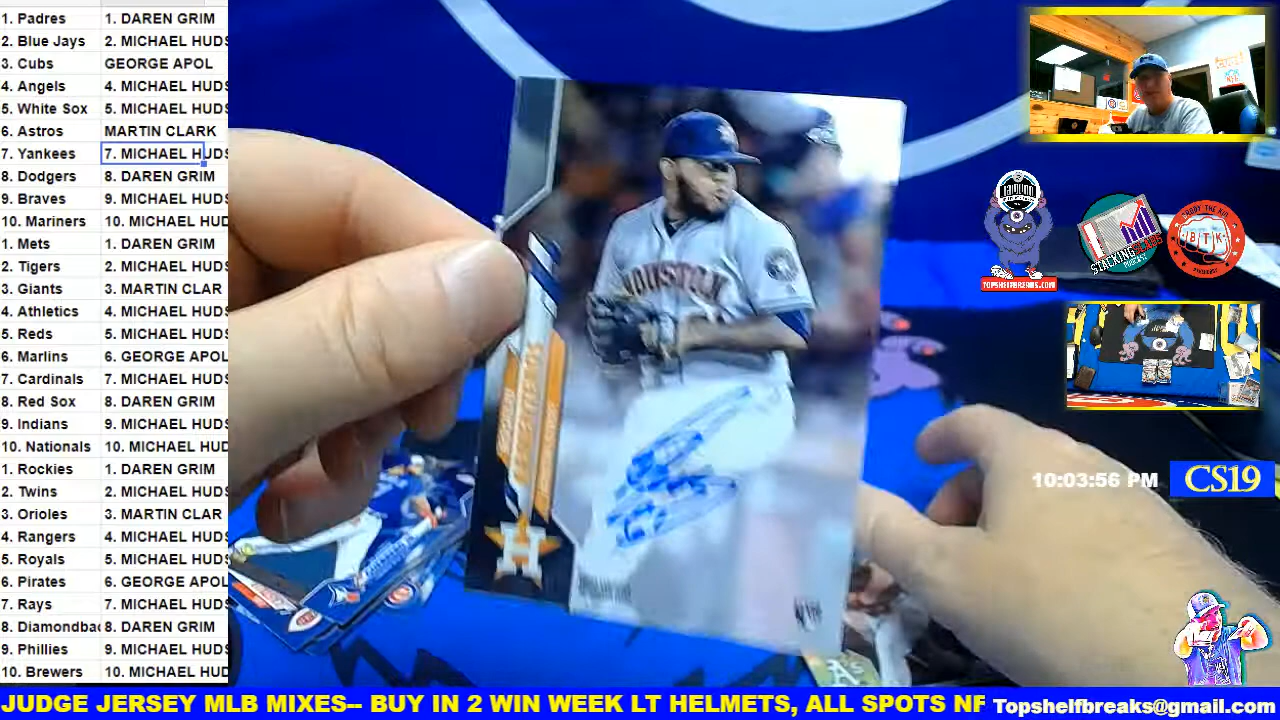 1. Padres 1. DAREN GRIM
2. Blue Jays 2. MICHAEL HUDS
3. Cubs GEORGE APOL
4. Angels 4. MICHAEL HUDS
5. White Sox 5. MICHAEL HUDS
6. Astros MARTIN CLARK
7. Yankees 7. MICHAEL HUDS
8. Dodgers 8. DAREN GRIM
9. Braves 9. MICHAEL HUDS
10. Mariners 10. MICHAEL HUD
1. Mets 1. DAREN GRIM
2. Tigers 2. MICHAEL HUDS
3. Giants 3. MARTIN CLAR
4. Athletics 4. MICHAEL HUDS
5. Reds 5. MICHAEL HUDS
6. Marlins 6. GEORGE APOL
7. Cardinals 7. MICHAEL HUDS
8. Red Sox 8. DAREN GRIM
9. Indians 9. MICHAEL HUDS
10. Nationals 10. MICHAEL HUD
1. Rockies 1. DAREN GRIM
2. Twins 2. MICHAEL HUDS
3. Orioles 3. MARTIN CLAR
4. Rangers 4. MICHAEL HUDS
5. Royals 5. MICHAEL HUDS
6. Pirates 6. GEORGE APOL
7. Rays 7. MICHAEL HUDS
8. Diamondbac 8. DAREN GRIM
9. Phillies 9. MICHAEL HUDS
10. Brewers 10. MICHAEL HUD
HOUSTON
H
A's
TOPSHELFBREAKS.COM
STACKING SLABS
PODCAST
BTK
10:03:56 PM CS19
JUDGE JERSEY MLB MIXES-- BUY IN 2 WIN WEEK LT HELMETS, ALL SPOTS NF Topshelfbreaks@gmail.com